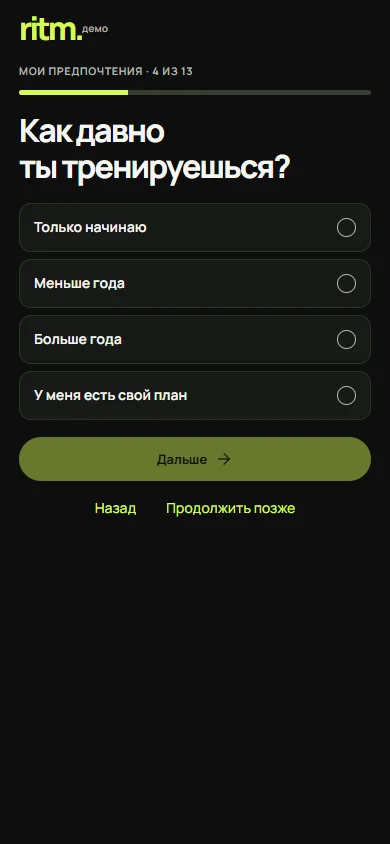 ritm. демо
МОИ ПРЕДПОЧТЕНИЯ · 4 ИЗ 13
Как давно
ты тренируешься?
Только начинаю
Меньше года
Больше года
У меня есть свой план
Дальше →
Назад Продолжить позже